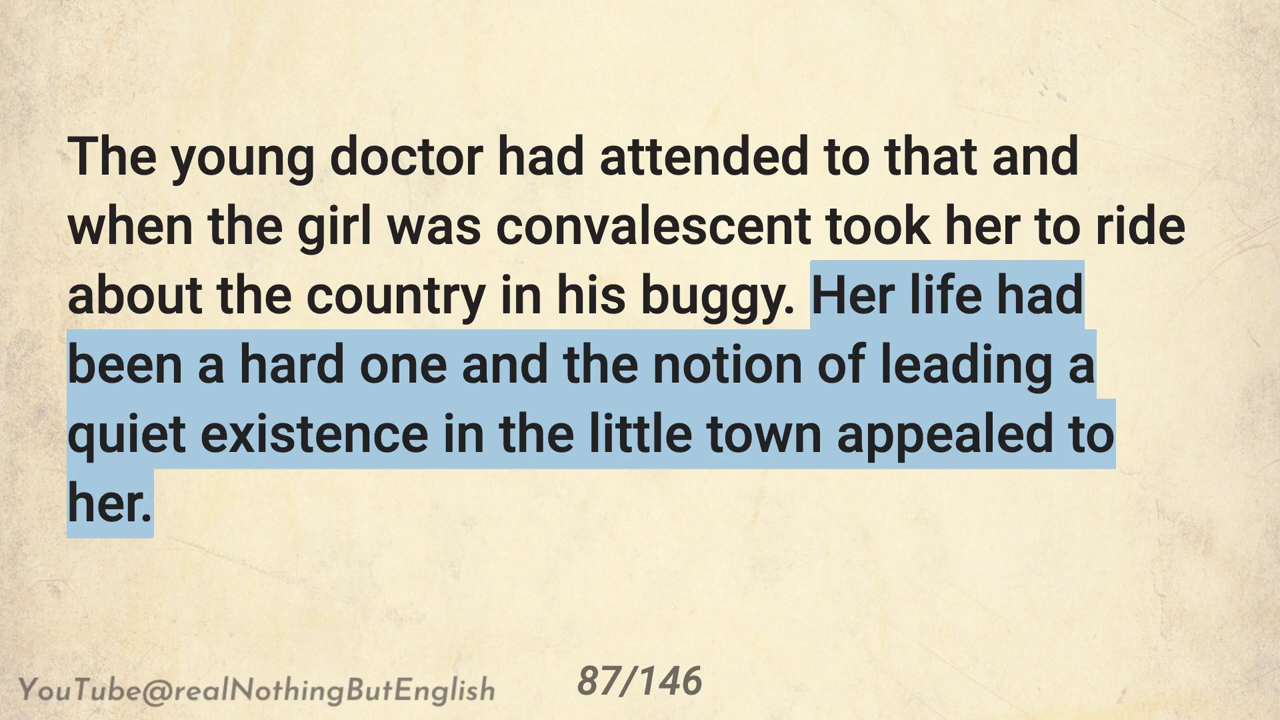 The young doctor had attended to that and
when the girl was convalescent took her to ride
about the country in his buggy. Her life had
been a hard one and the notion of leading a
quiet existence in the little town appealed to
her.
YouTube@realNothingButEnglish
87/146